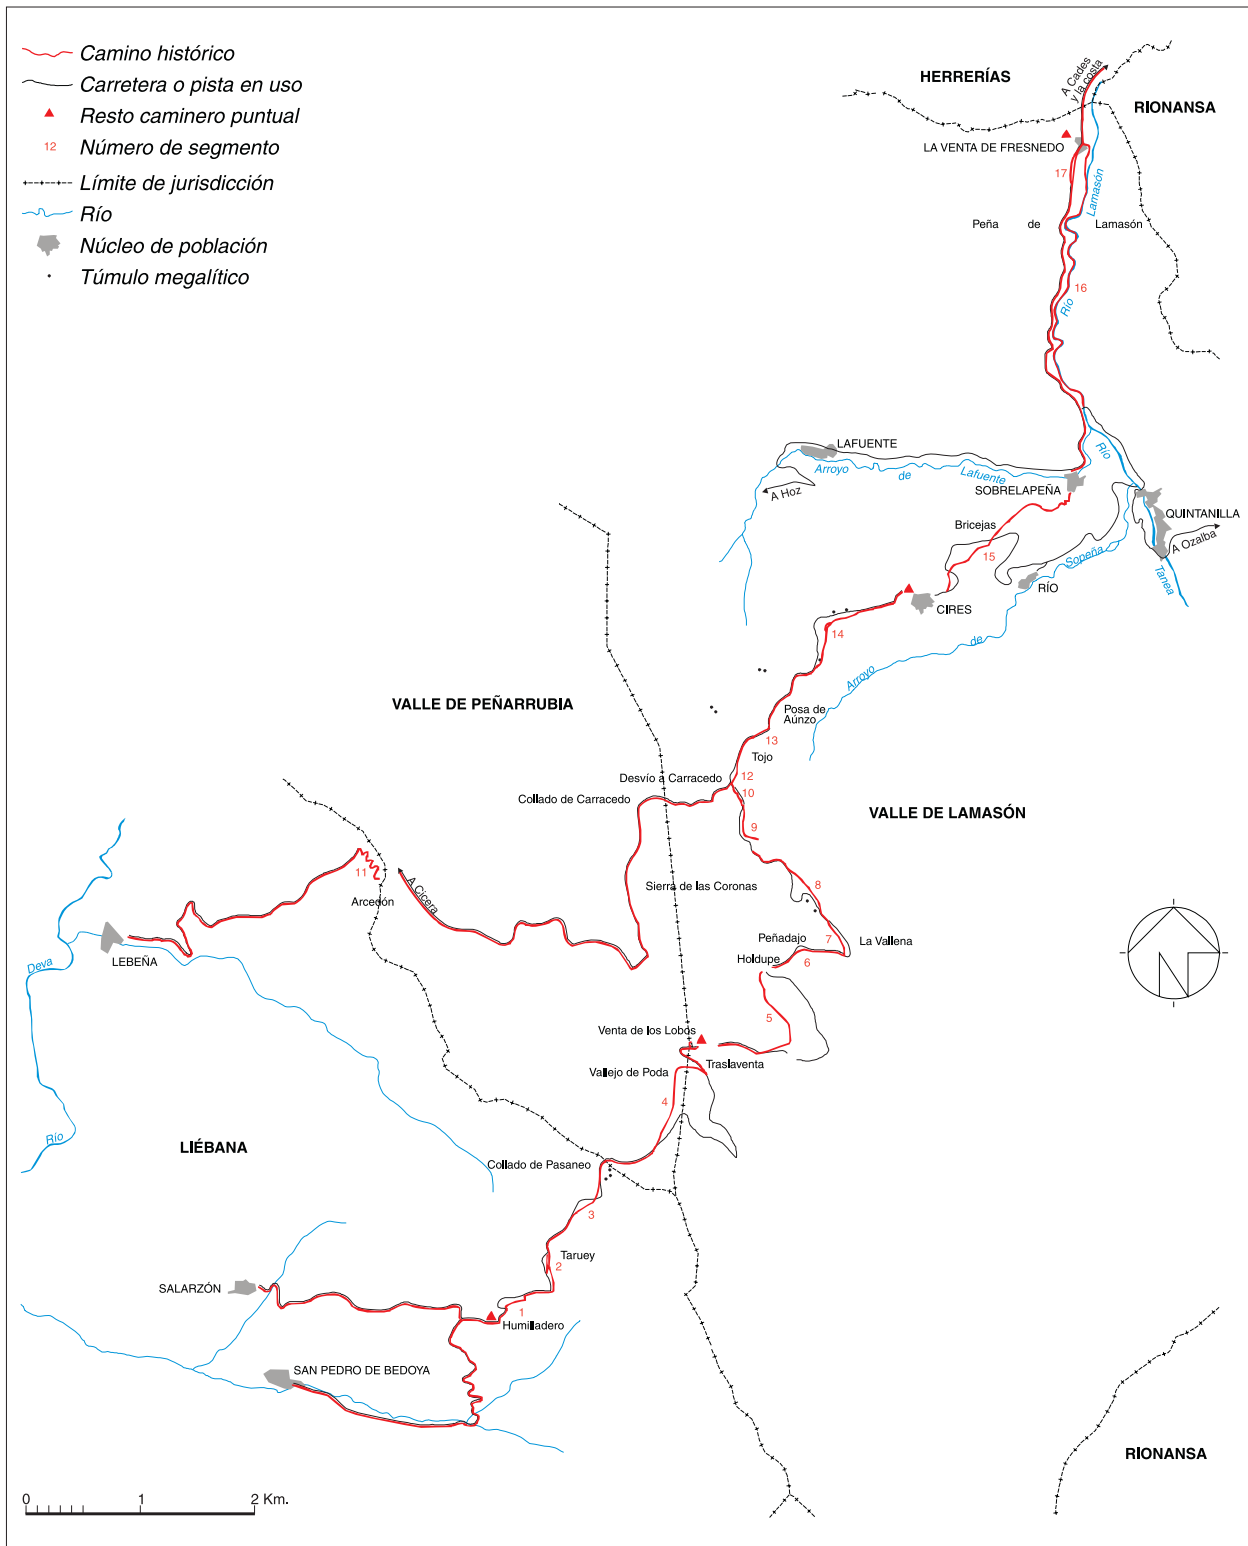 Camino histórico
Carretera o pista en uso
Resto caminero puntual
12 Número de segmento
Límite de jurisdicción
Río
Núcleo de población
Túmulo megalítico
HERRERÍAS
A Cades
y la costa
RIONANSA
LA VENTA DE FRESNEDO
17
Lamasón
Peña de Lamasón
16
Río
LAFUENTE
Arroyo de Lafuente
A Hoz
SOBRELAPEÑA
Río
QUINTANILLA
A Ozalba
Tanea
Bricejas
15
Sopeña
RÍO
CIRES
de
14
Arroyo
VALLE DE PEÑARRUBIA
Posa de
Aúnzo
13
Tojo
Desvío a Carracedo
12
10
Collado de Carracedo
VALLE DE LAMASÓN
9
11
A Cicera
Arcedón
Sierra de las Coronas
8
La Vallena
7
Peñadajo
Holdupe
6
LEBEÑA
Deva
5
Venta de los Lobos
Traslaventa
Vallejo de Poda
4
Río
LIÉBANA
Collado de Pasaneo
3
Taruey
2
SALARZÓN
1
Humilladero
SAN PEDRO DE BEDOYA
RIONANSA
0 1 2 Km.